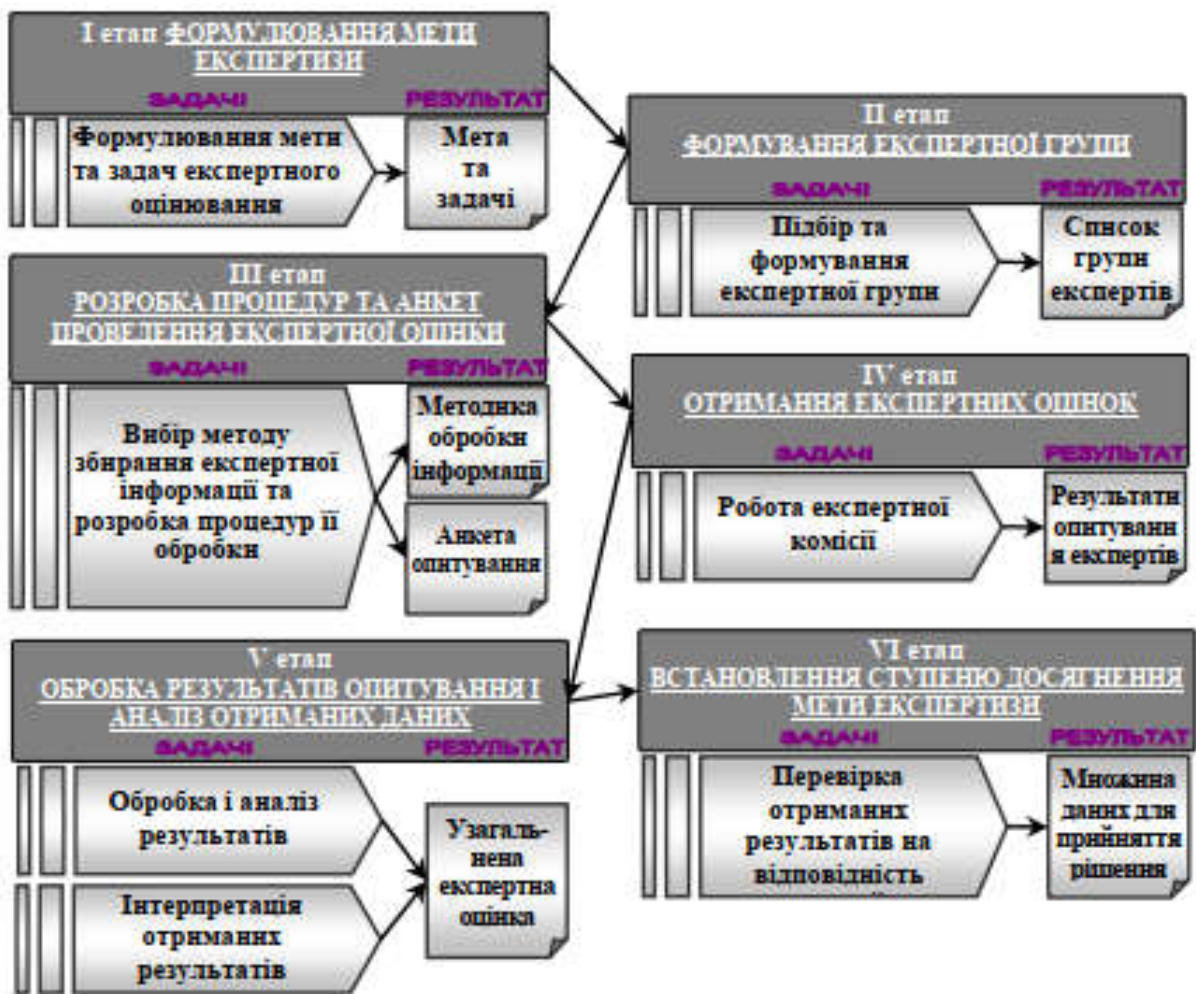 І етап ФОРМУЛЮВАННЯ МЕТИ
ЕКСПЕРТИЗИ
ЗАДАЧІ РЕЗУЛЬТАТ
Формулювання мети
та задач експертного
оцінювання
Мета
та
задачі
ІІ етап
ФОРМУВАННЯ ЕКСПЕРТНОЇ ГРУПИ
ЗАДАЧІ РЕЗУЛЬТАТ
Підбір та
формування
експертної групи
Список
групи
експертів
ІІІ етап
РОЗРОБКА ПРОЦЕДУР ТА АНКЕТ
ПРОВЕДЕННЯ ЕКСПЕРТНОЇ ОЦІНКИ
ЗАДАЧІ РЕЗУЛЬТАТ
Вибір методу
збирання експертної
інформації та
розробка процедур її
обробки
Методика
обробки
інформації
Анкета
опитування
IV етап
ОТРИМАННЯ ЕКСПЕРТНИХ ОЦІНОК
ЗАДАЧІ РЕЗУЛЬТАТ
Робота експертної
комісії
Результати
опитуванн
я експертів
V етап
ОБРОБКА РЕЗУЛЬТАТІВ ОПИТУВАННЯ І
АНАЛІЗ ОТРИМАНИХ ДАНИХ
ЗАДАЧІ РЕЗУЛЬТАТ
Обробка і аналіз
результатів
Інтерпретація
отриманих
результатів
Узагаль-
нена
експертна
оцінка
VI етап
ВСТАНОВЛЕННЯ СТУПЕНЮ ДОСЯГНЕННЯ
МЕТИ ЕКСПЕРТИЗИ
ЗАДАЧІ РЕЗУЛЬТАТ
Перевірка
отриманих
результатів на
відповідність
Множина
даних для
прийняття
рішення